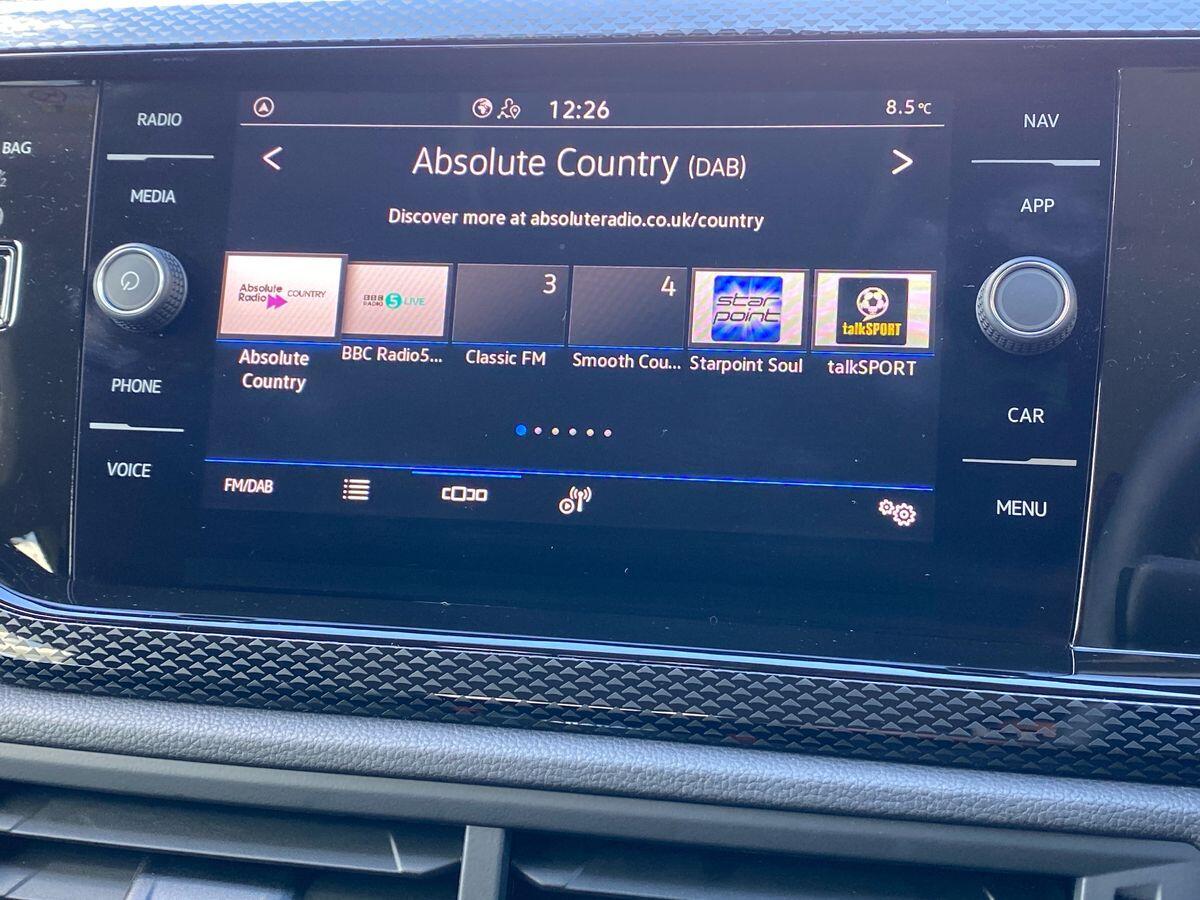 BAG
RADIO
MEDIA
PHONE
VOICE
12:26
8.5°C
Absolute Country (DAB)
Discover more at absoluteradio.co.uk/country
Absolute
Radio COUNTRY
BBC
RADIO 5 LIVE
3
4
star
point
talkSPORT
Absolute
Country
BBC Radio5...
Classic FM
Smooth Cou...
Starpoint Soul
talkSPORT
FM/DAB
NAV
APP
CAR
MENU